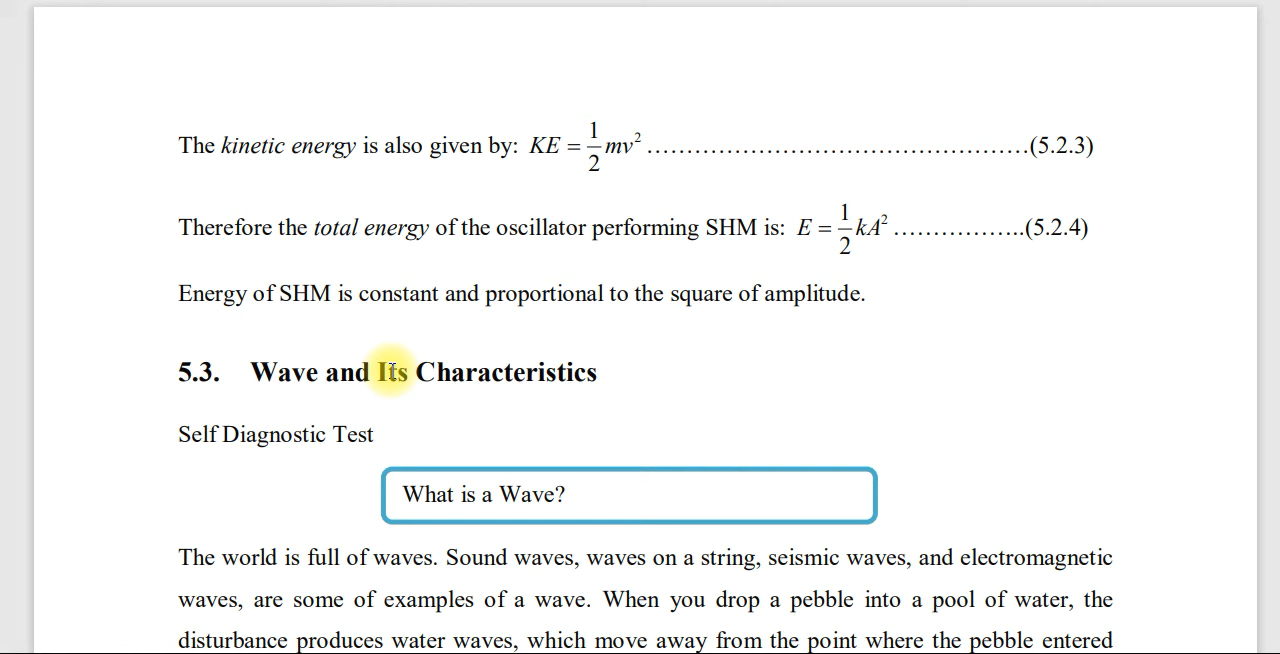 The kinetic energy is also given by: KE = 1/2 mv² ……………………………………….(5.2.3)
Therefore the total energy of the oscillator performing SHM is: E = 1/2 kA² ……………..(5.2.4)
Energy of SHM is constant and proportional to the square of amplitude.
5.3. Wave and Its Characteristics
Self Diagnostic Test
What is a Wave?
The world is full of waves. Sound waves, waves on a string, seismic waves, and electromagnetic
waves, are some of examples of a wave. When you drop a pebble into a pool of water, the
disturbance produces water waves, which move away from the point where the pebble entered